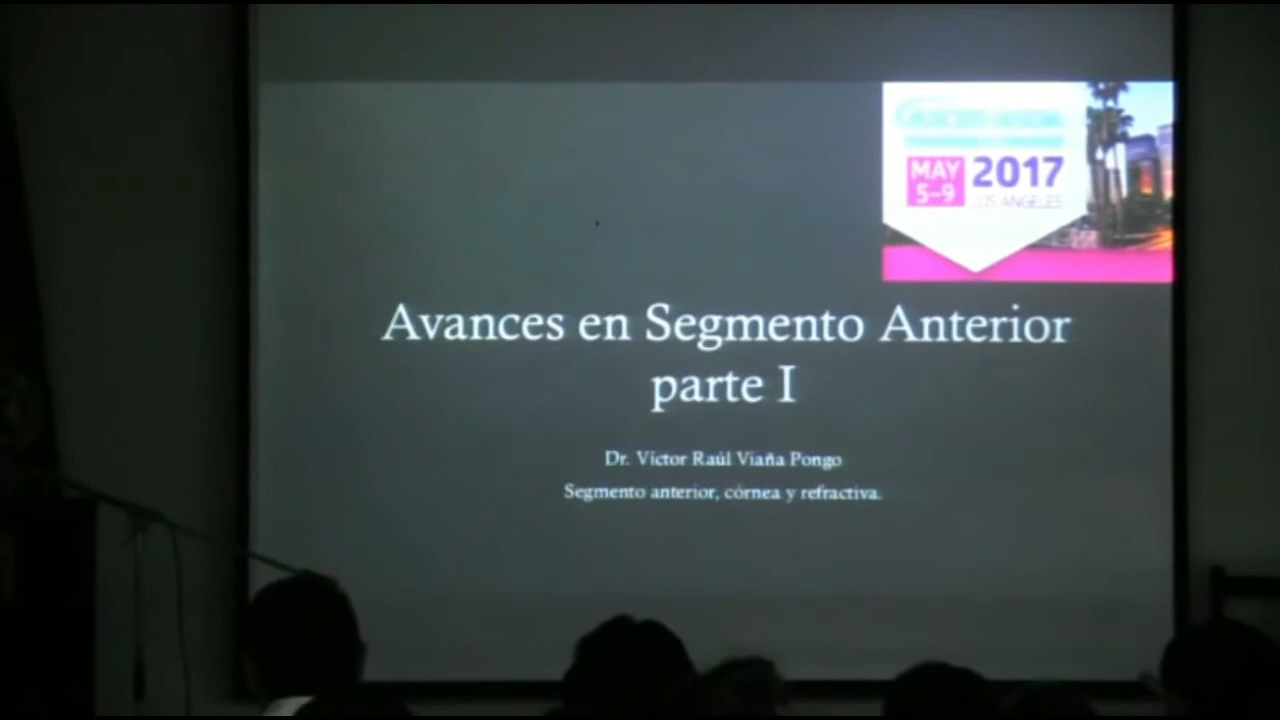 MAY
5-9
2017
LOS ANGELES
Avances en Segmento Anterior
parte I
Dr. Víctor Raúl Viaña Pongo
Segmento anterior, córnea y refractiva.